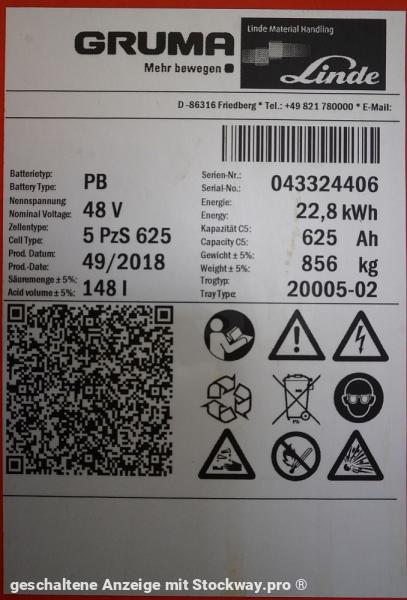 GRUMA
Mehr bewegen
Linde Material Handling
Linde
D -86316 Friedberg * Tel.: +49 821 780000 * E-Mail:
Batterietyp:
Battery Type: PB
Serien-Nr.:
Serial-No.: 043324406
Nennspannung:
Nominal Voltage: 48 V
Energie:
Energy: 22,8 kWh
Zellentype:
Cell Type: 5 PzS 625
Kapazität C5:
Capacity C5: 625 Ah
Prod. Datum:
Prod.-Date: 49/2018
Gewicht ± 5%:
Weight ± 5%: 856 kg
Säuremenge ± 5%:
Acid volume ± 5%: 148 l
Trogtyp:
Tray Type: 20005-02
Pb
geschaltene Anzeige mit Stockway.pro ®